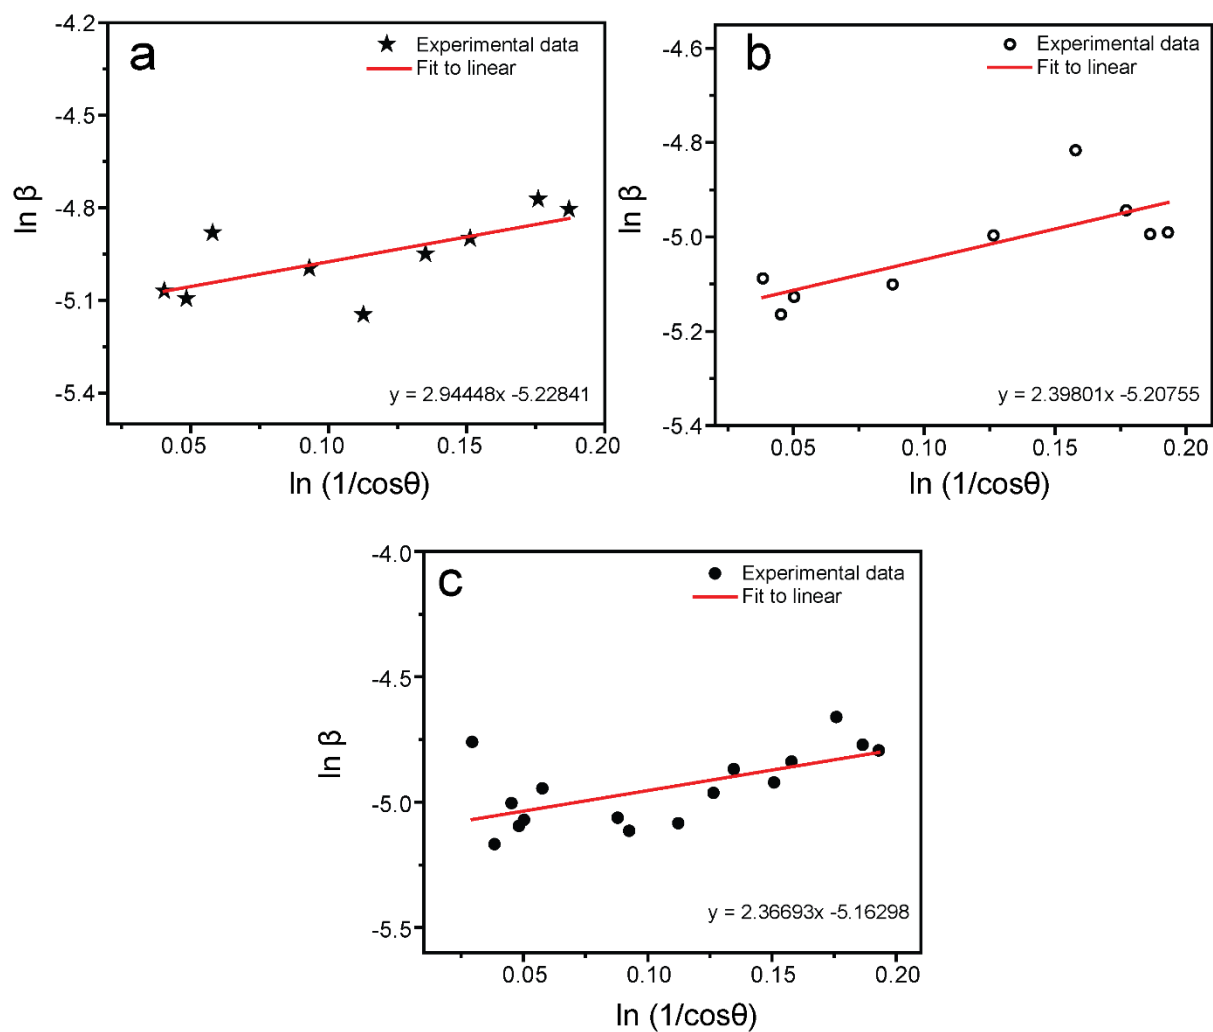 a
Experimental data
Fit to linear
-4.2
-4.5
-4.8
-5.1
-5.4
ln β
y = 2.94448x -5.22841
0.05
0.10
0.15
0.20
ln (1/cosθ)
b
Experimental data
Fit to linear
-4.6
-4.8
-5.0
-5.2
-5.4
ln β
y = 2.39801x -5.20755
0.05
0.10
0.15
0.20
ln (1/cosθ)
c
Experimental data
Fit to linear
-4.0
-4.5
-5.0
-5.5
ln β
y = 2.36693x -5.16298
0.05
0.10
0.15
0.20
ln (1/cosθ)